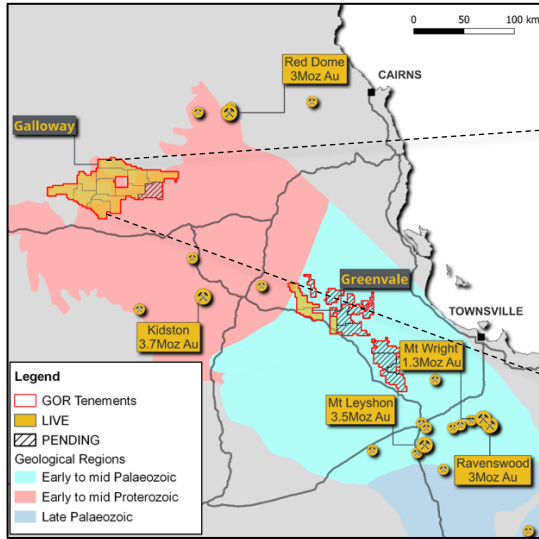 0 50 100 km
Red Dome
3Moz Au
CAIRNS
Galloway
Greenvale
TOWNSVILLE
Kidston
3.7Moz Au
Mt Wright
1.3Moz Au
Mt Leyshon
3.5Moz Au
Ravenswood
3Moz Au
Legend
GOR Tenements
LIVE
PENDING
Geological Regions
Early to mid Palaeozoic
Early to mid Proterozoic
Late Palaeozoic